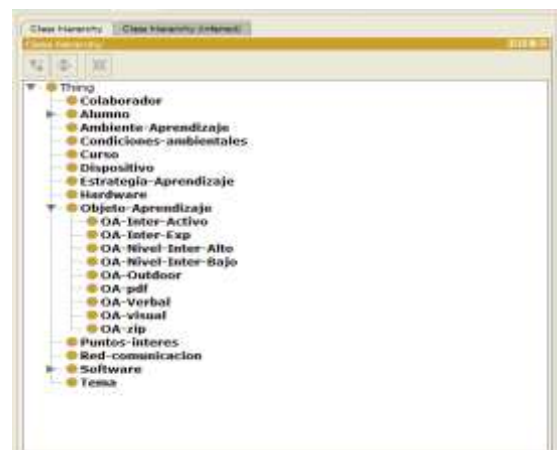 Class hierarchy Class hierarchy (inferred)
Class hierarchy
Thing
Colaborador
Alumno
Ambiente-Aprendizaje
Condiciones-ambientales
Curso
Dispositivo
Estrategia-Aprendizaje
Hardware
Objeto-Aprendizaje
OA-Inter-Activo
OA-Inter-Exp
OA-Nivel-Inter-Alto
OA-Nivel-Inter-Bajo
OA-Outdoor
OA-pdf
OA-Verbal
OA-visual
OA-zip
Puntos-interes
Red-comunicacion
Software
Tema